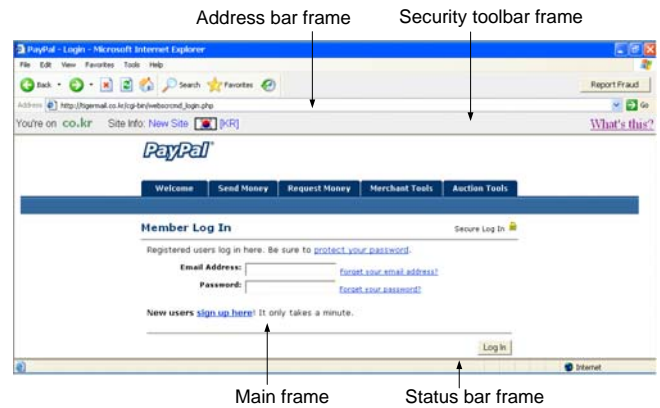 Address bar frame Security toolbar frame
PayPal - Login - Microsoft Internet Explorer
File Edit View Favorites Tools Help
Back Search Favorites Report Fraud
Address http://tigermail.co.kr/cgi-bin/webscrcmd_login.php Go
You're on co.kr Site Info: New Site [KR] What's this?
PayPal
Welcome Send Money Request Money Merchant Tools Auction Tools
Member Log In Secure Log In
Registered users log in here. Be sure to protect your password.
Email Address: Forget your email address?
Password: Forget your password?
New users sign up here! It only takes a minute.
Log In
Internet
Main frame Status bar frame